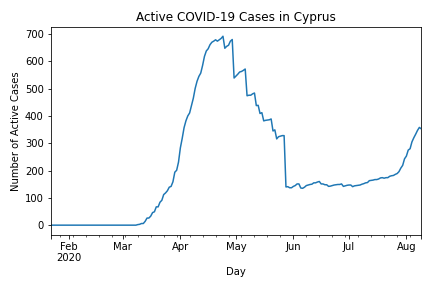 Active COVID-19 Cases in Cyprus
Number of Active Cases
700
600
500
400
300
200
100
0
Feb Mar Apr May Jun Jul Aug
2020
Day